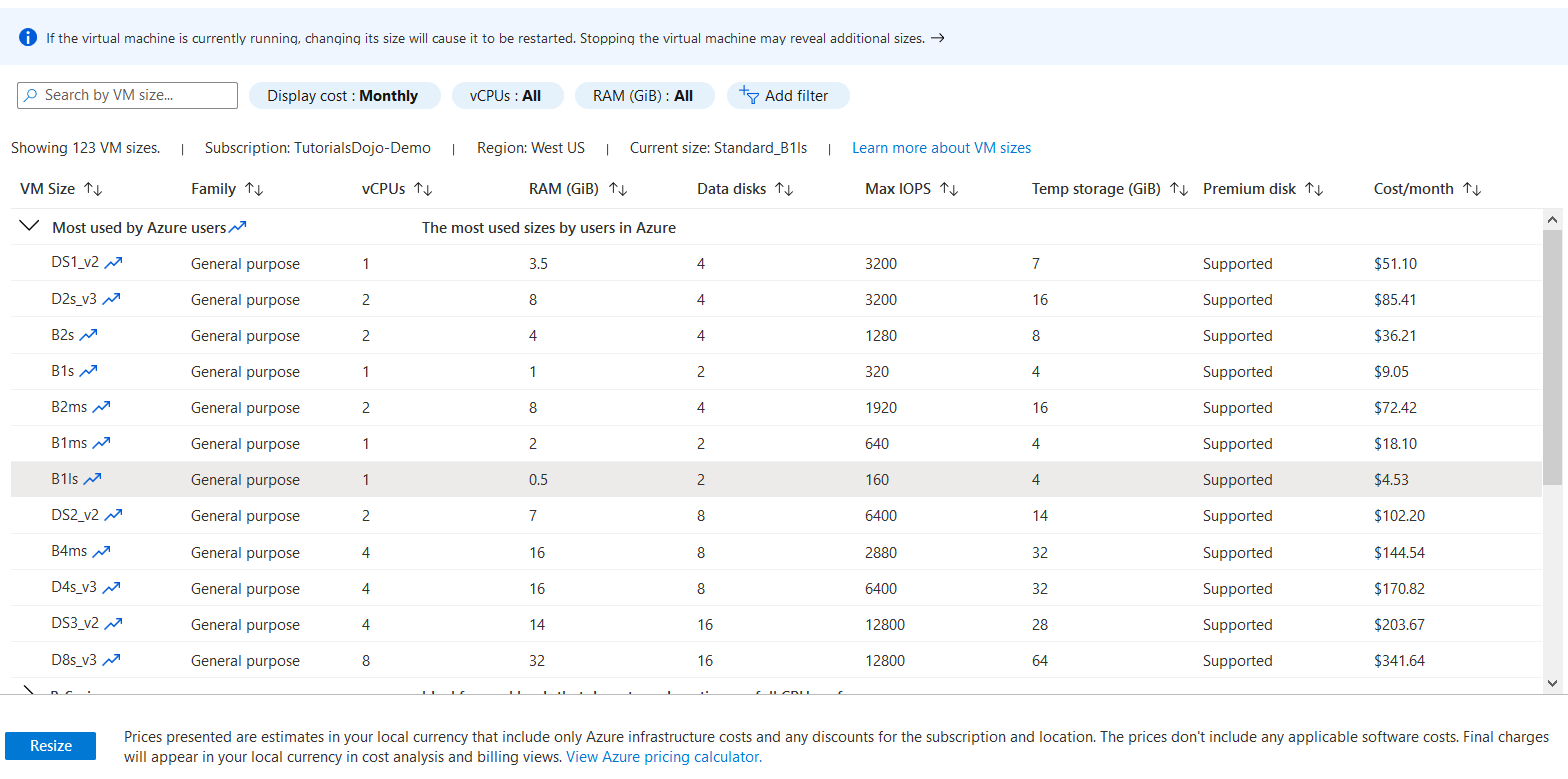 If the virtual machine is currently running, changing its size will cause it to be restarted. Stopping the virtual machine may reveal additional sizes. →
Search by VM size... Display cost : Monthly vCPUs : All RAM (GiB) : All Add filter
Showing 123 VM sizes. | Subscription: TutorialsDojo-Demo | Region: West US | Current size: Standard_B1ls | Learn more about VM sizes
VM Size ↑↓ Family ↑↓ vCPUs ↑↓ RAM (GiB) ↑↓ Data disks ↑↓ Max IOPS ↑↓ Temp storage (GiB) ↑↓ Premium disk ↑↓ Cost/month ↑↓
Most used by Azure users The most used sizes by users in Azure
DS1_v2 General purpose 1 3.5 4 3200 7 Supported $51.10
D2s_v3 General purpose 2 8 4 3200 16 Supported $85.41
B2s General purpose 2 4 4 1280 8 Supported $36.21
B1s General purpose 1 1 2 320 4 Supported $9.05
B2ms General purpose 2 8 4 1920 16 Supported $72.42
B1ms General purpose 1 2 2 640 4 Supported $18.10
B1ls General purpose 1 0.5 2 160 4 Supported $4.53
DS2_v2 General purpose 2 7 8 6400 14 Supported $102.20
B4ms General purpose 4 16 8 2880 32 Supported $144.54
D4s_v3 General purpose 4 16 8 6400 32 Supported $170.82
DS3_v2 General purpose 4 14 16 12800 28 Supported $203.67
D8s_v3 General purpose 8 32 16 12800 64 Supported $341.64
Resize
Prices presented are estimates in your local currency that include only Azure infrastructure costs and any discounts for the subscription and location. The prices don't include any applicable software costs. Final charges
will appear in your local currency in cost analysis and billing views. View Azure pricing calculator.